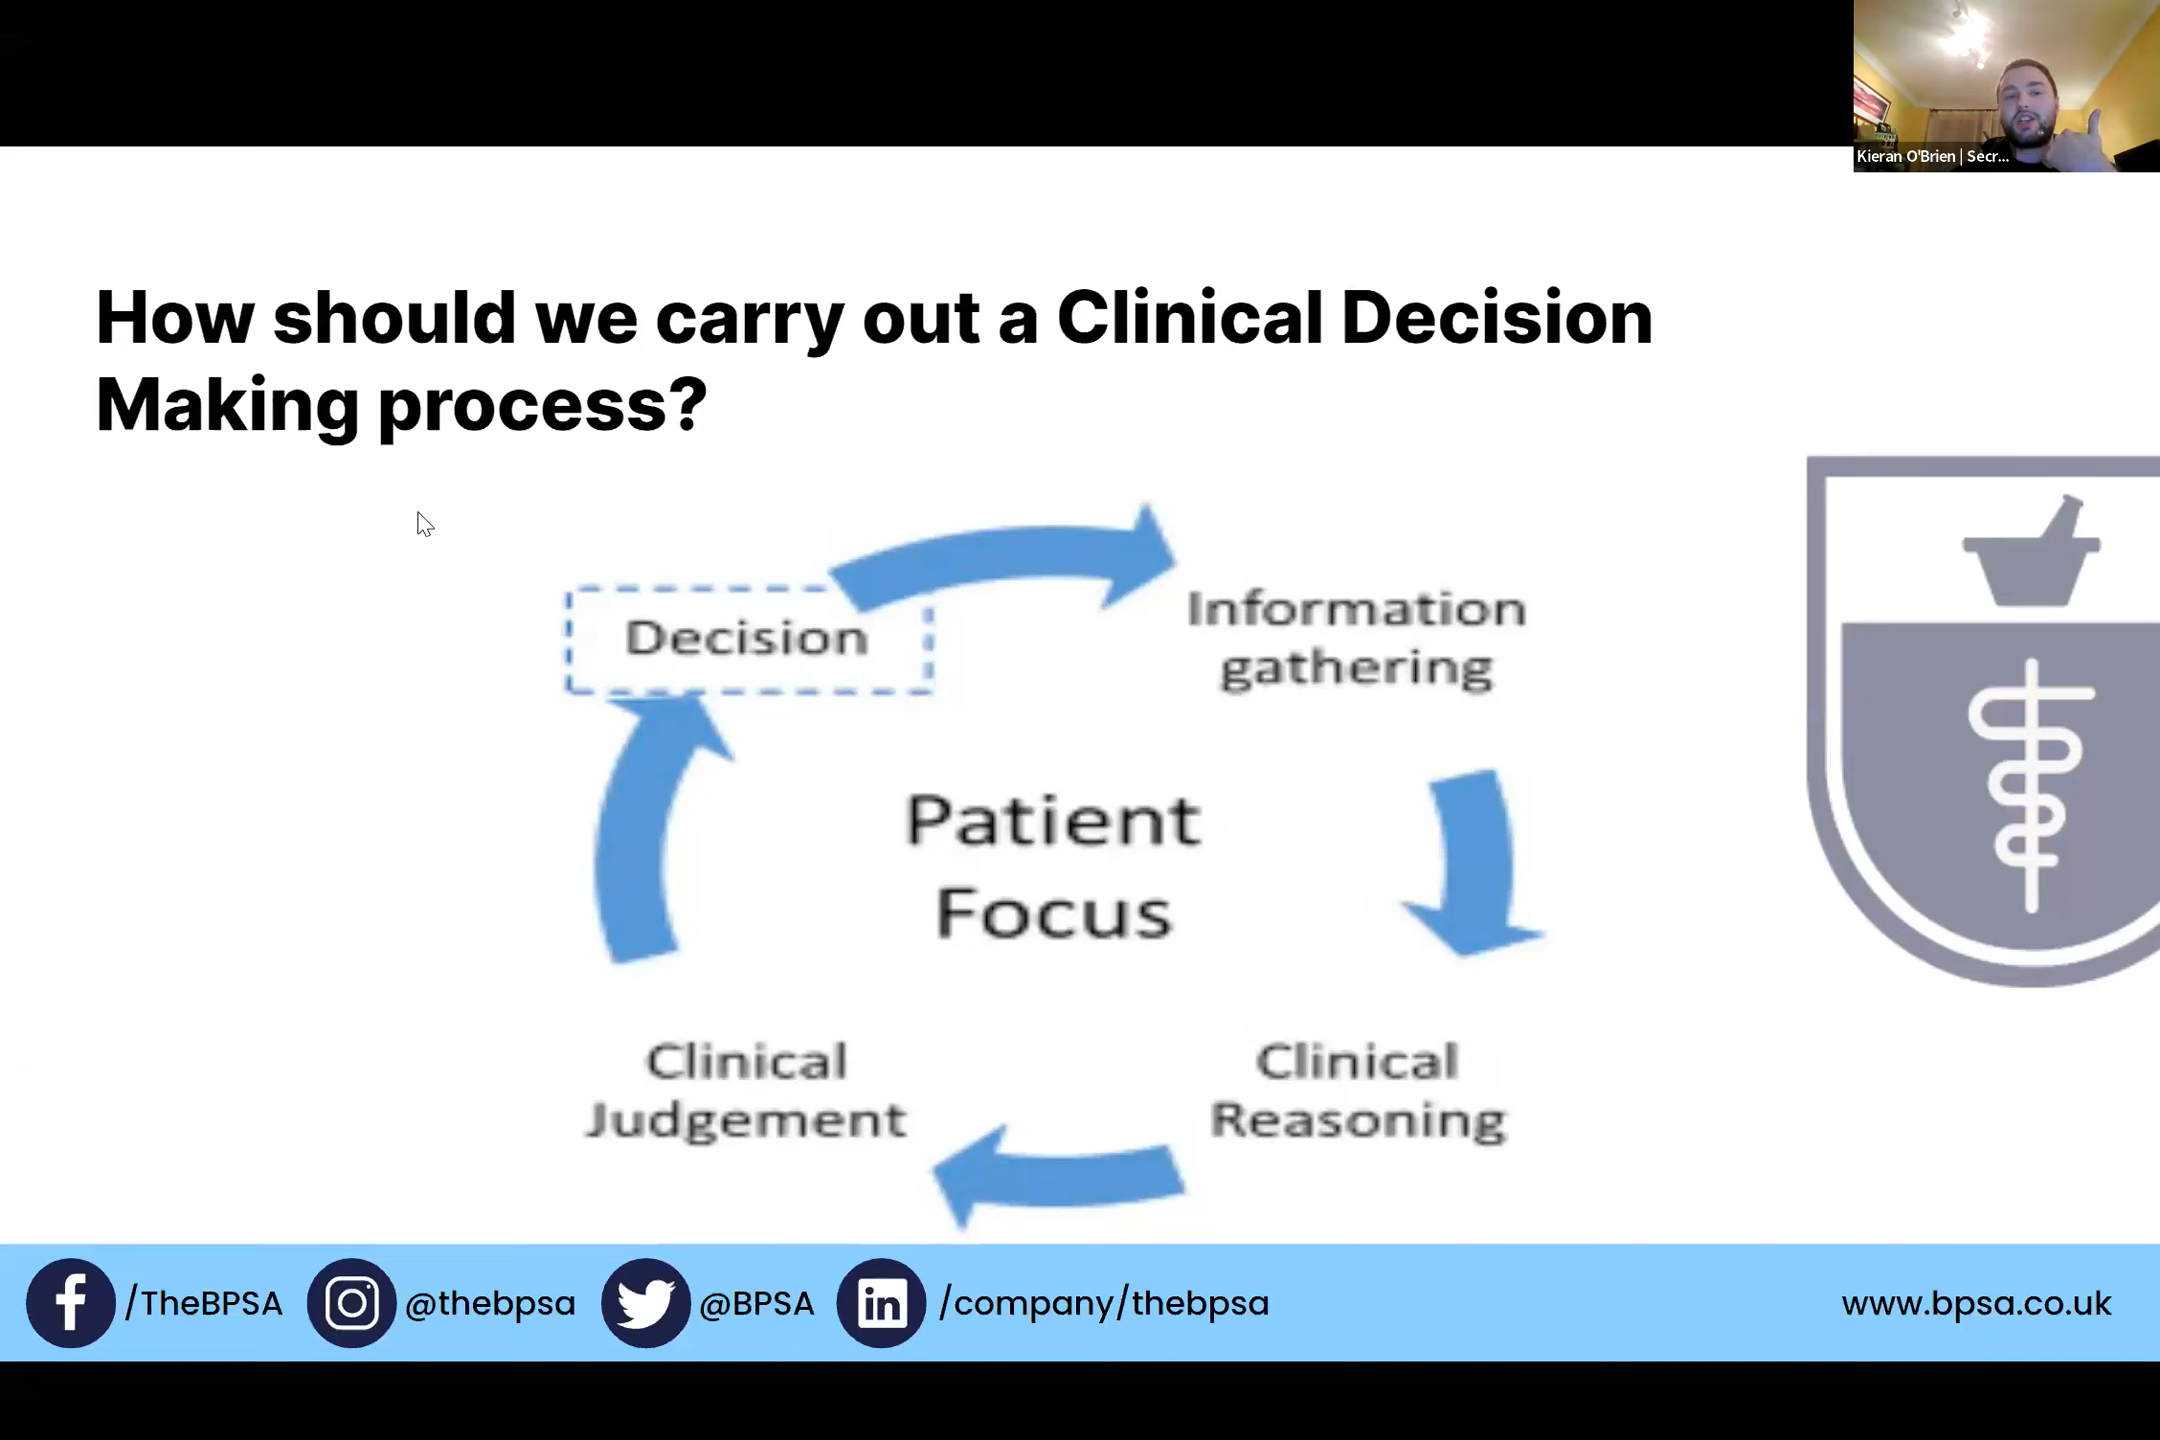 Kieran O'Brien | Secr...
How should we carry out a Clinical Decision
Making process?
Decision
Information
gathering
Patient
Focus
Clinical
Judgement
Clinical
Reasoning
/TheBPSA
@thebpsa
@BPSA
/company/thebpsa
www.bpsa.co.uk